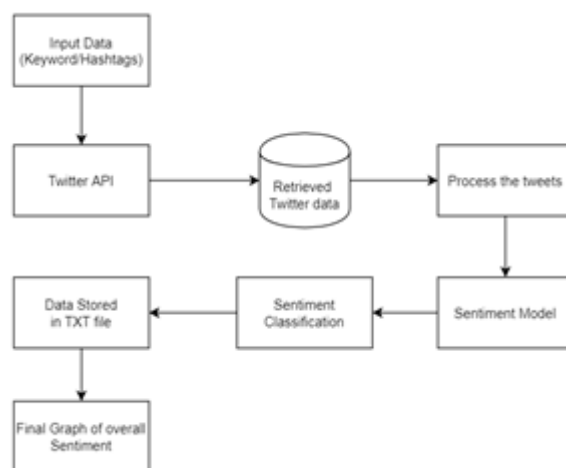 Input Data
(Keyword/Hashtags)
Twitter API
Retrieved
Twitter data
Process the tweets
Sentiment Model
Sentiment
Classification
Data Stored
in TXT file
Final Graph of overall
Sentiment